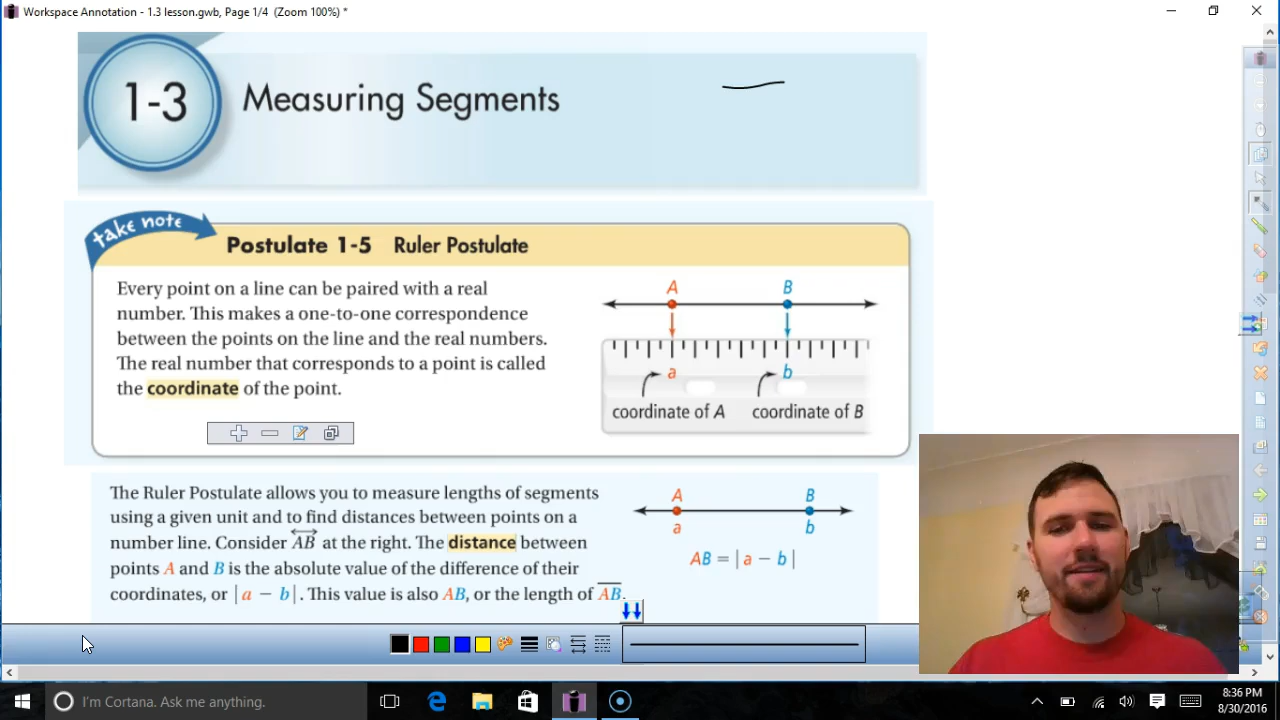 Workspace Annotation - 1.3 lesson.gwb, Page 1/4 (Zoom 100%) *
1-3 Measuring Segments
take note
Postulate 1-5 Ruler Postulate
Every point on a line can be paired with a real
number. This makes a one-to-one correspondence
between the points on the line and the real numbers.
The real number that corresponds to a point is called
the coordinate of the point.
A B
a b
coordinate of A coordinate of B
The Ruler Postulate allows you to measure lengths of segments
using a given unit and to find distances between points on a
number line. Consider AB at the right. The distance between
points A and B is the absolute value of the difference of their
coordinates, or |a − b|. This value is also AB, or the length of AB.
A B
a b
AB = |a − b|
I'm Cortana. Ask me anything.
8:36 PM
8/30/2016